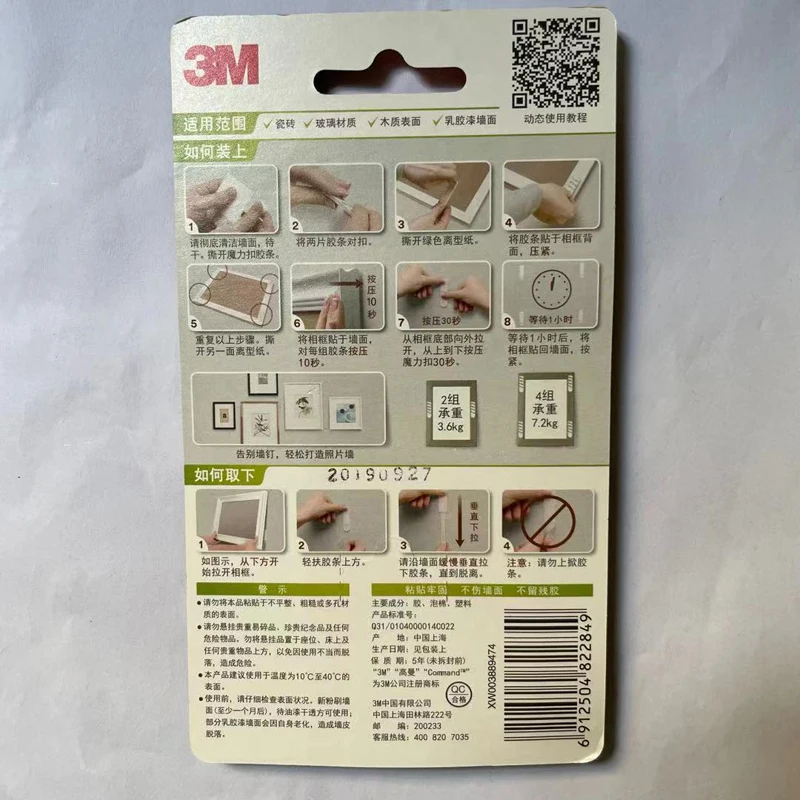 3M
动态使用教程
适用范围 ✓瓷砖 ✓玻璃材质 ✓木质表面 ✓乳胶漆墙面
如何装上
1
请彻底清洁墙面，待
干。撕开魔力扣胶条。
2
将两片胶条对扣。
3
撕开绿色离型纸。
4
将胶条贴于相框背
面，压紧。
5
重复以上步骤。撕
开另一面离型纸。
按压10秒
6
将相框贴于墙面，
对每组胶条按压
10秒。
按压30秒
7
从相框底部向外拉
开，从上到下按压
魔力扣30秒。
等待1小时
8
等待1小时后，将
相框贴回墙面，按
紧。
告别墙钉，轻松打造照片墙
2组
承重
3.6kg
4组
承重
7.2kg
如何取下
20190927
1
如图示，从下方开
始拉开相框。
2
轻扶胶条上方。
垂直下拉
3
请沿墙面缓慢垂直拉
下胶条，直到脱离。
4
注意：请勿上掀胶
条。
警 示
●请勿将本品粘贴于不平整、粗糙或多孔材
质的表面。
●请勿悬挂贵重易碎品、珍贵纪念品及任何
危险物品。勿将悬挂品置于座位、床上及
任何贵重物品上方，以免因使用不当而脱
落，造成危险。
●本产品建议使用于温度为10℃至40℃的
表面。
●使用前，请仔细检查表面状况。新粉刷墙
面(至少一个月后)，待油漆干透方可使用；
部分乳胶漆墙面会因自身老化，造成墙皮
脱落。
粘贴牢固 不伤墙面 不留残胶
主要成分：胶、泡棉，塑料
产品标准号：
Q31/0104000014C022
产 地：中国上海
生产日期：见包装上
保 质 期：5年(未拆封前)
“3M” “高曼” “Command™”
为3M公司注册商标
QC
合格
3M中国有限公司
中国上海田林路222号
邮 编：200233
客服热线：400 820 7035
XW003889474
6 912504 822849